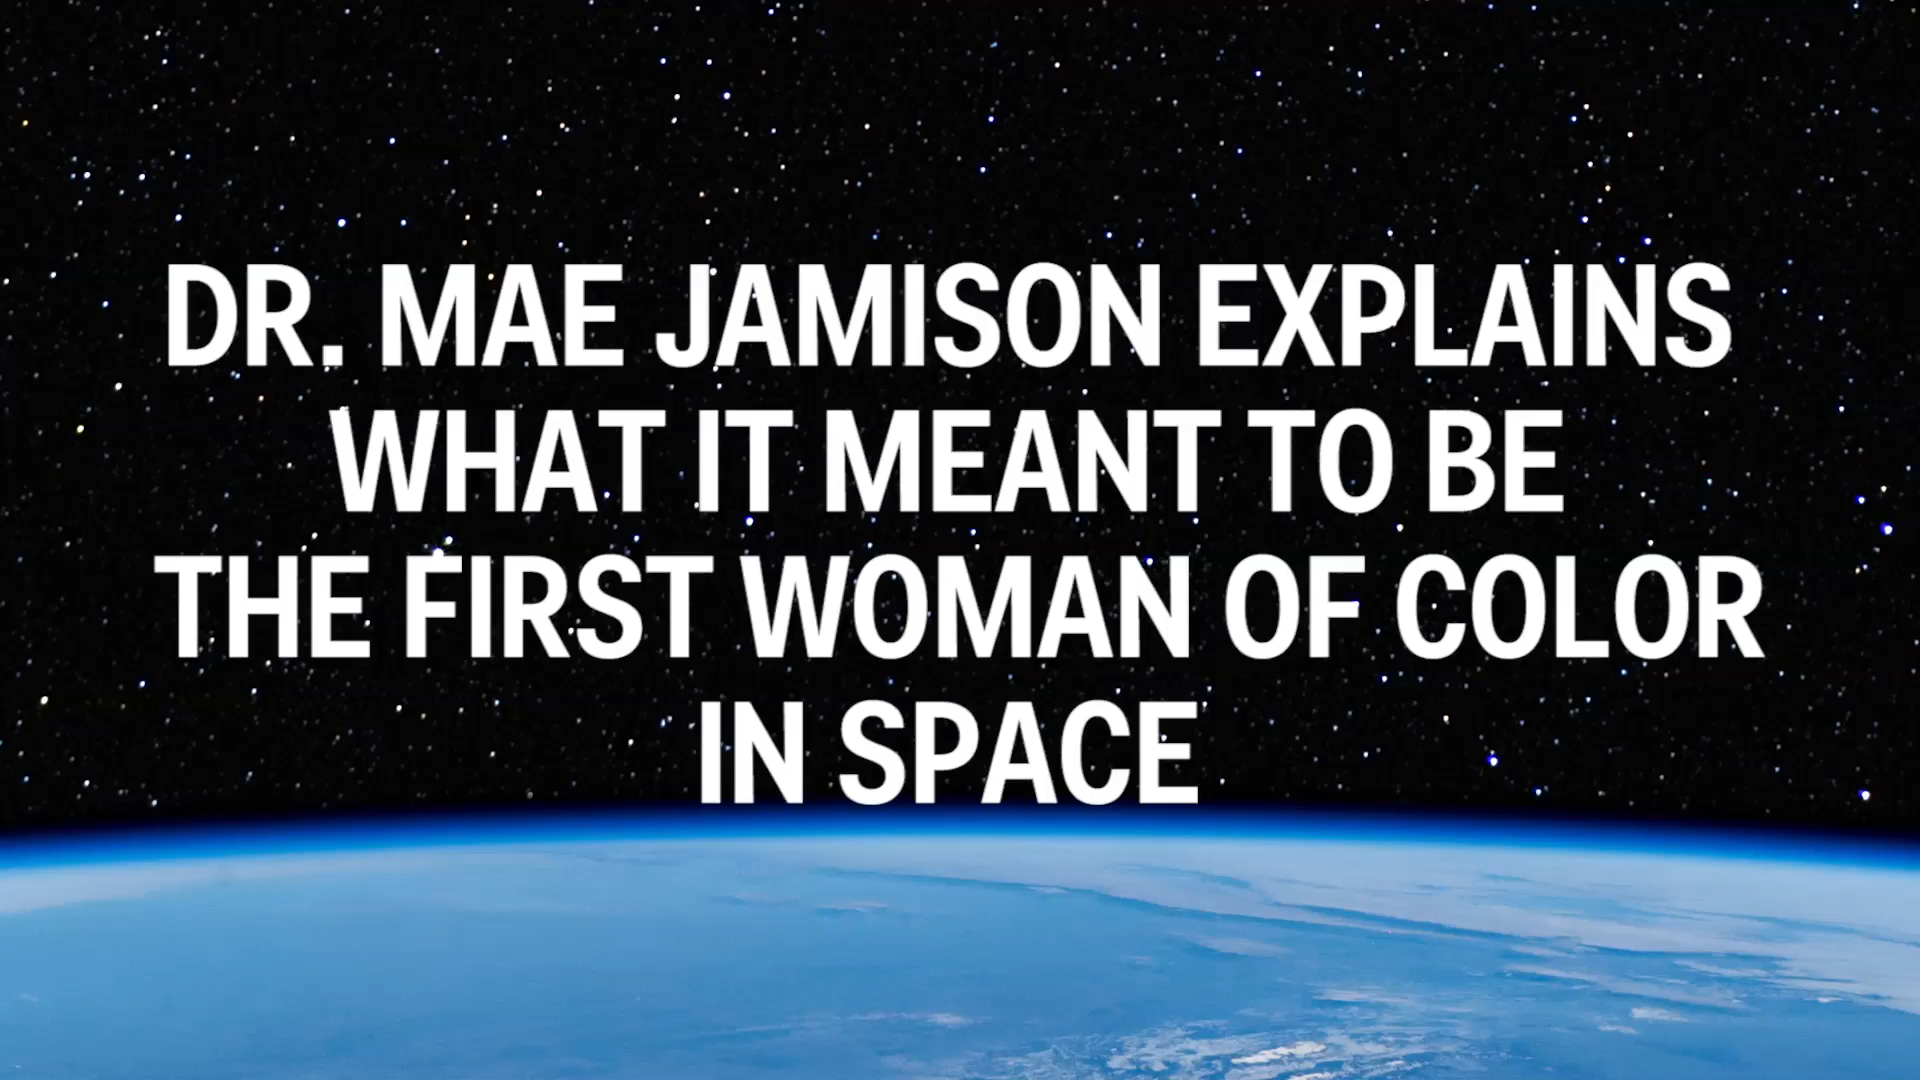 DR. MAE JAMISON EXPLAINS
WHAT IT MEANT TO BE
THE FIRST WOMAN OF COLOR
IN SPACE